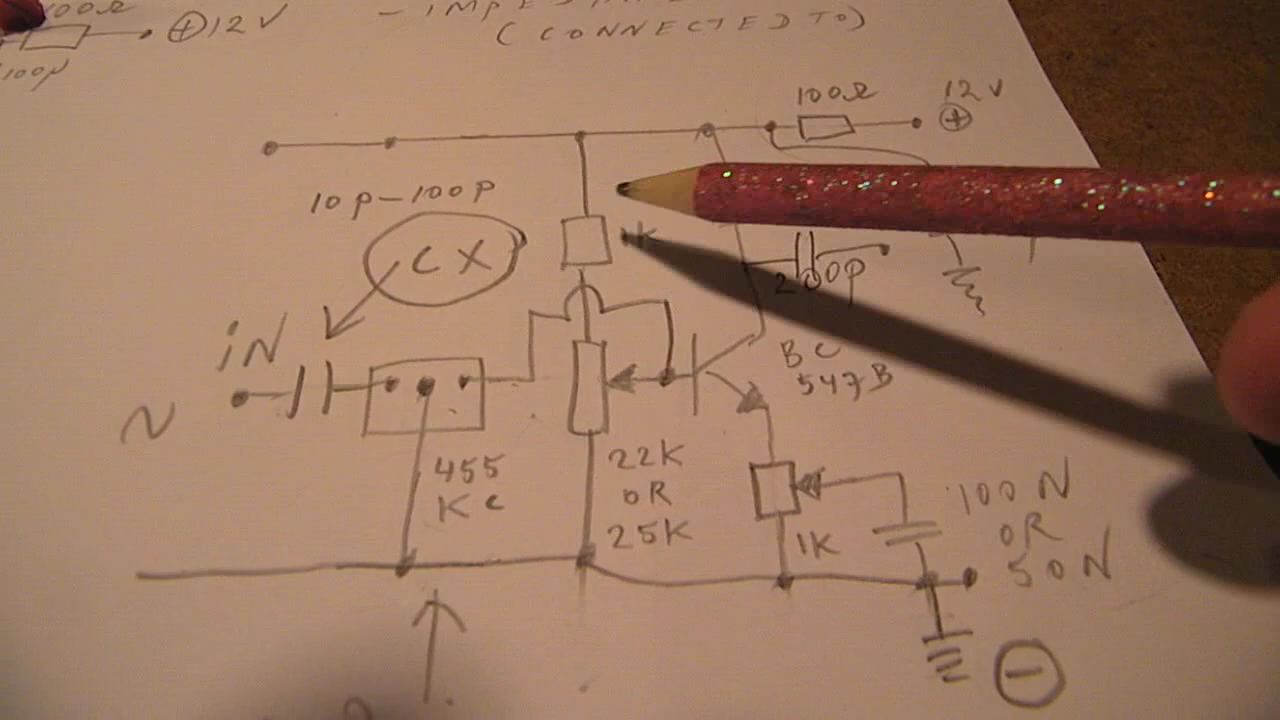 100Ω
⊕12V
100μ
(CONNECTED TO)
100Ω
12V
⊕
10p-100p
CX
1K
200p
iN
BC
547B
455
KC
22K
OR
25K
1K
100N
OR
50N